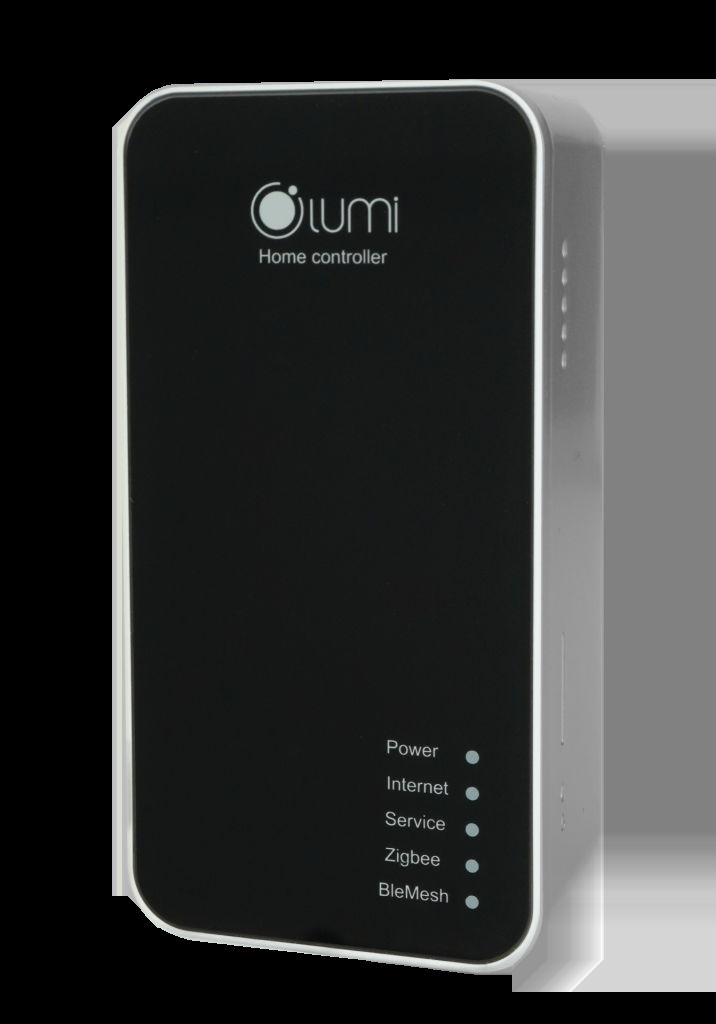 lumi
Home controller
Power
Internet
Service
Zigbee
BleMesh